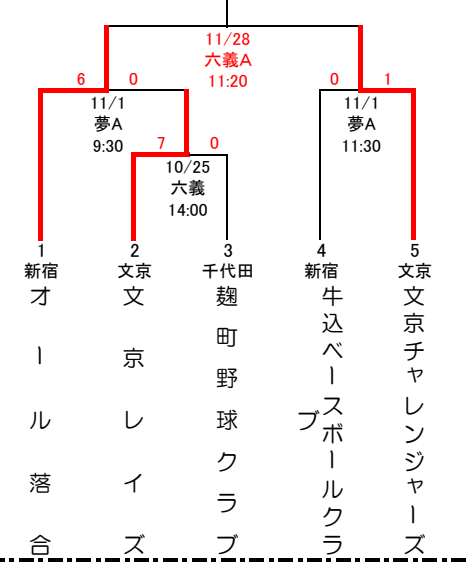 11/28
六義A
11:20
6 0
0 1
11/1
夢A
9:30
11/1
夢A
11:30
7 0
10/25
六義
14:00
1 2 3 4 5
新宿 文京 千代田 新宿 文京
オール落合
文京レイズ
麹町野球クラブ
牛込ベースボールクラ
ブ
文京チャレンジャーズ